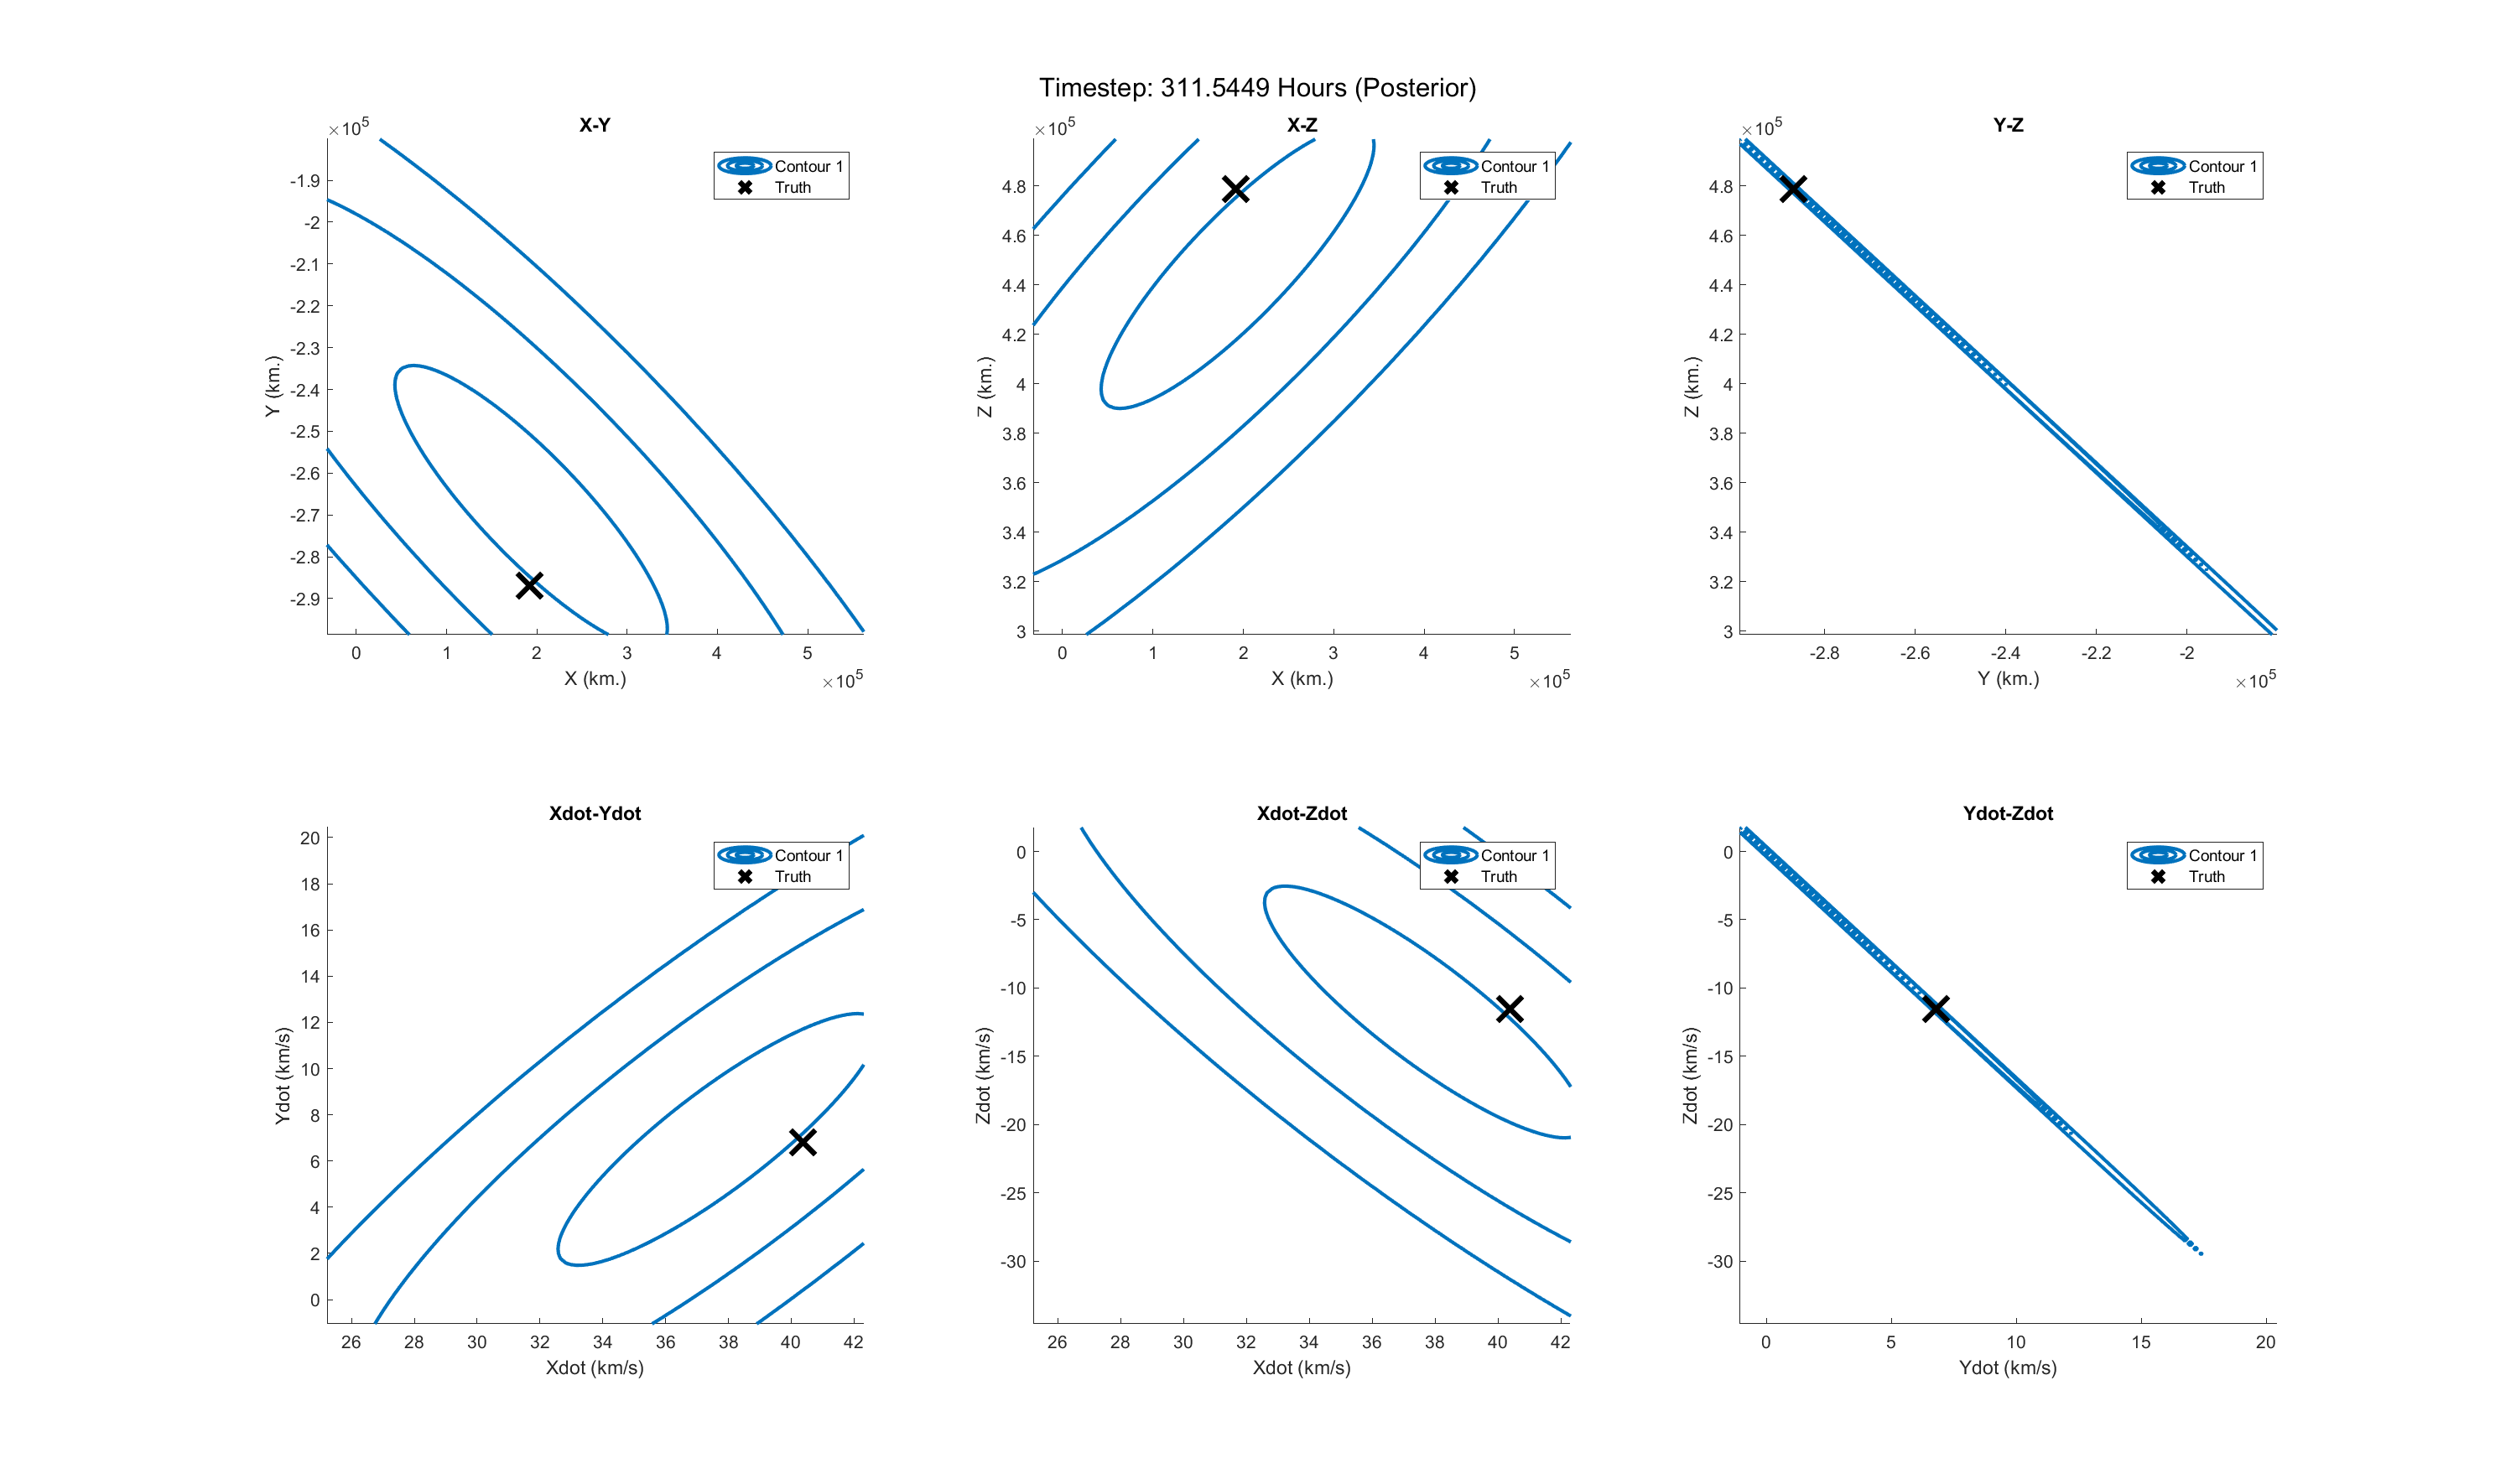 Timestep: 311.5449 Hours (Posterior)
X-Y
×10^5
Contour 1
Truth
-1.9
-2
-2.1
-2.2
-2.3
-2.4
-2.5
-2.6
-2.7
-2.8
-2.9
Y (km.)
0 1 2 3 4 5
X (km.)
×10^5
X-Z
×10^5
Contour 1
Truth
4.8
4.6
4.4
4.2
4
3.8
3.6
3.4
3.2
3
Z (km.)
0 1 2 3 4 5
X (km.)
×10^5
Y-Z
×10^5
Contour 1
Truth
4.8
4.6
4.4
4.2
4
3.8
3.6
3.4
3.2
3
Z (km.)
-2.8 -2.6 -2.4 -2.2 -2
Y (km.)
×10^5
Xdot-Ydot
Contour 1
Truth
20
18
16
14
12
10
8
6
4
2
0
Ydot (km/s)
26 28 30 32 34 36 38 40 42
Xdot (km/s)
Xdot-Zdot
Contour 1
Truth
0
-5
-10
-15
-20
-25
-30
Zdot (km/s)
26 28 30 32 34 36 38 40 42
Xdot (km/s)
Ydot-Zdot
Contour 1
Truth
0
-5
-10
-15
-20
-25
-30
Zdot (km/s)
0 5 10 15 20
Ydot (km/s)